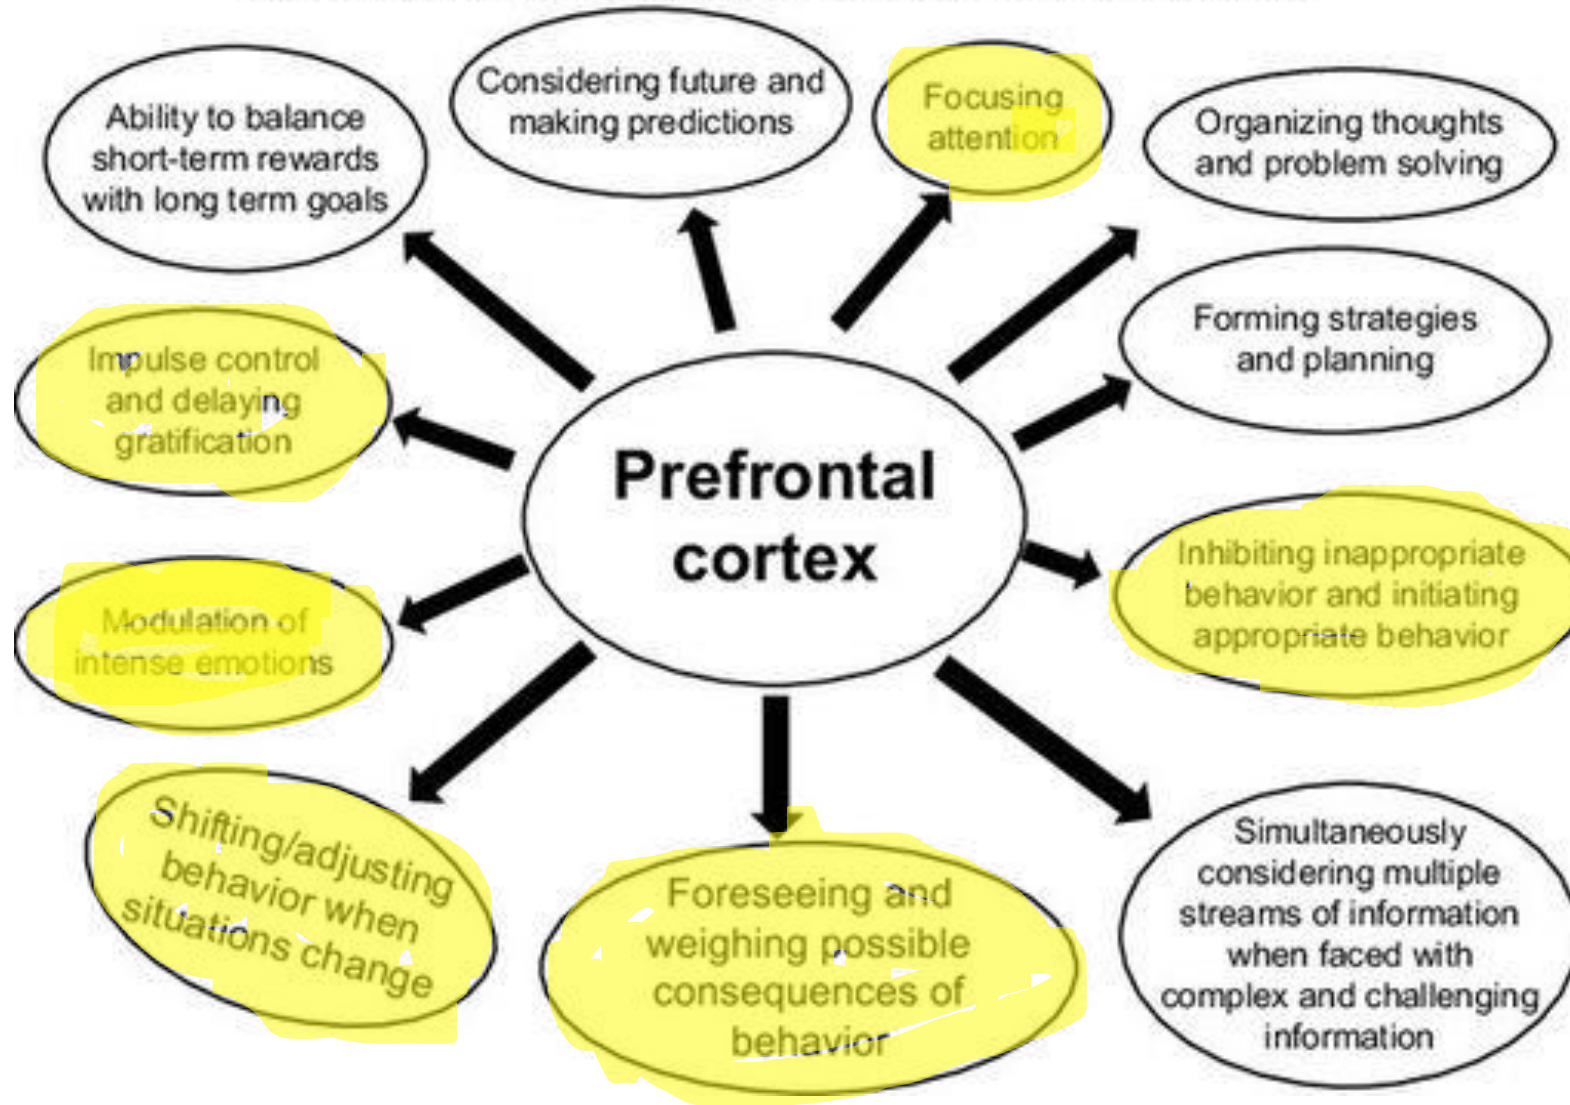 Ability to balance
short-term rewards
with long term goals
Considering future and
making predictions
Focusing
attention
Organizing thoughts
and problem solving
Impulse control
and delaying
gratification
Forming strategies
and planning
Prefrontal
cortex
Inhibiting inappropriate
behavior and initiating
appropriate behavior
Modulation of
intense emotions
Shifting/adjusting
behavior when
situations change
Foreseeing and
weighing possible
consequences of
behavior
Simultaneously
considering multiple
streams of information
when faced with
complex and challenging
information